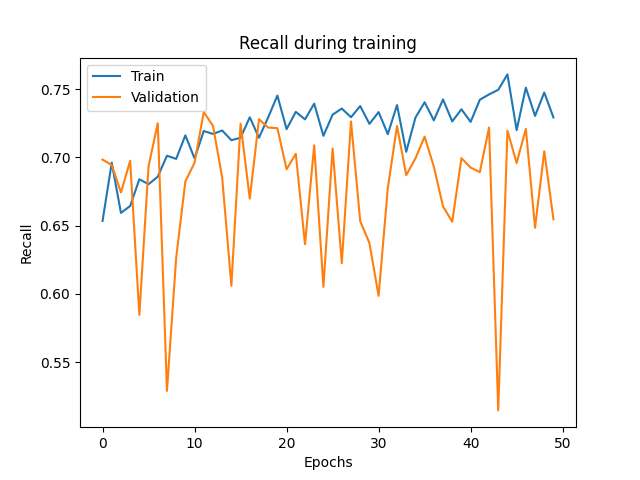 Recall during training
Train
Validation
0.75
0.70
0.65
0.60
0.55
Recall
0 10 20 30 40 50
Epochs